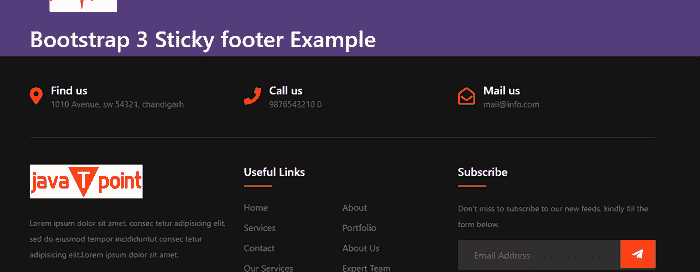 Bootstrap 3 Sticky footer Example
Find us
1010 Avenue, sw 54321, chandigarh
Call us
9876543210 0
Mail us
mail@info.com
java T point
Lorem ipsum dolor sit amet, consec tetur adipisicing elit,
sed do eiusmod tempor incididuntut consec tetur
adipisicing elit,Lorem ipsum dolor sit amet.
Useful Links
Home
About
Services
Portfolio
Contact
About Us
Our Services
Expert Team
Subscribe
Don't miss to subscribe to our new feeds, kindly fill the
form below.
Email Address